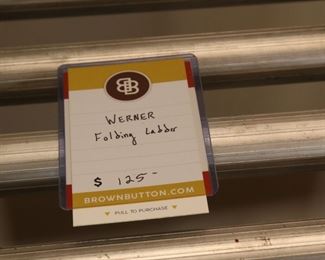 BB
WERNER
Folding Ladder
$ 125-
BROWNBUTTON.COM
▼ PULL TO PURCHASE ▼